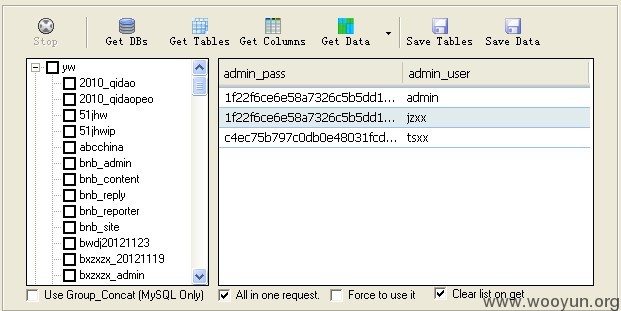 Stop Get DBs Get Tables Get Columns Get Data Save Tables Save Data
yw
2010_qidao
2010_qidaopeo
51jhw
51jhwip
abcchina
bnb_admin
bnb_content
bnb_reply
bnb_reporter
bnb_site
bwdj20121123
bxzxzx_20121119
bxzxzx_admin
admin_pass admin_user
1f22f6ce6e58a7326c5b5dd1... admin
1f22f6ce6e58a7326c5b5dd1... jzxx
c4ec75b797c0db0e48031fcd... tsxx
Use Group_Concat (MySQL Only) All in one request. Force to use it Clear list on get
www.wooyun.org